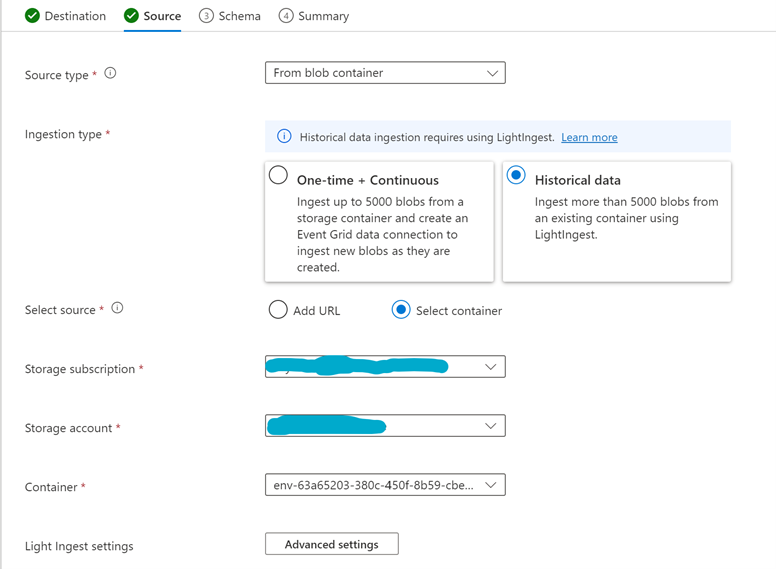 Destination Source 3 Schema 4 Summary
Source type * From blob container
Ingestion type * Historical data ingestion requires using LightIngest. Learn more
One-time + Continuous
Ingest up to 5000 blobs from a
storage container and create an
Event Grid data connection to
ingest new blobs as they are
created.
Historical data
Ingest more than 5000 blobs from
an existing container using
LightIngest.
Select source * Add URL Select container
Storage subscription *
Storage account *
Container * env-63a65203-380c-450f-8b59-cbe...
Light Ingest settings Advanced settings